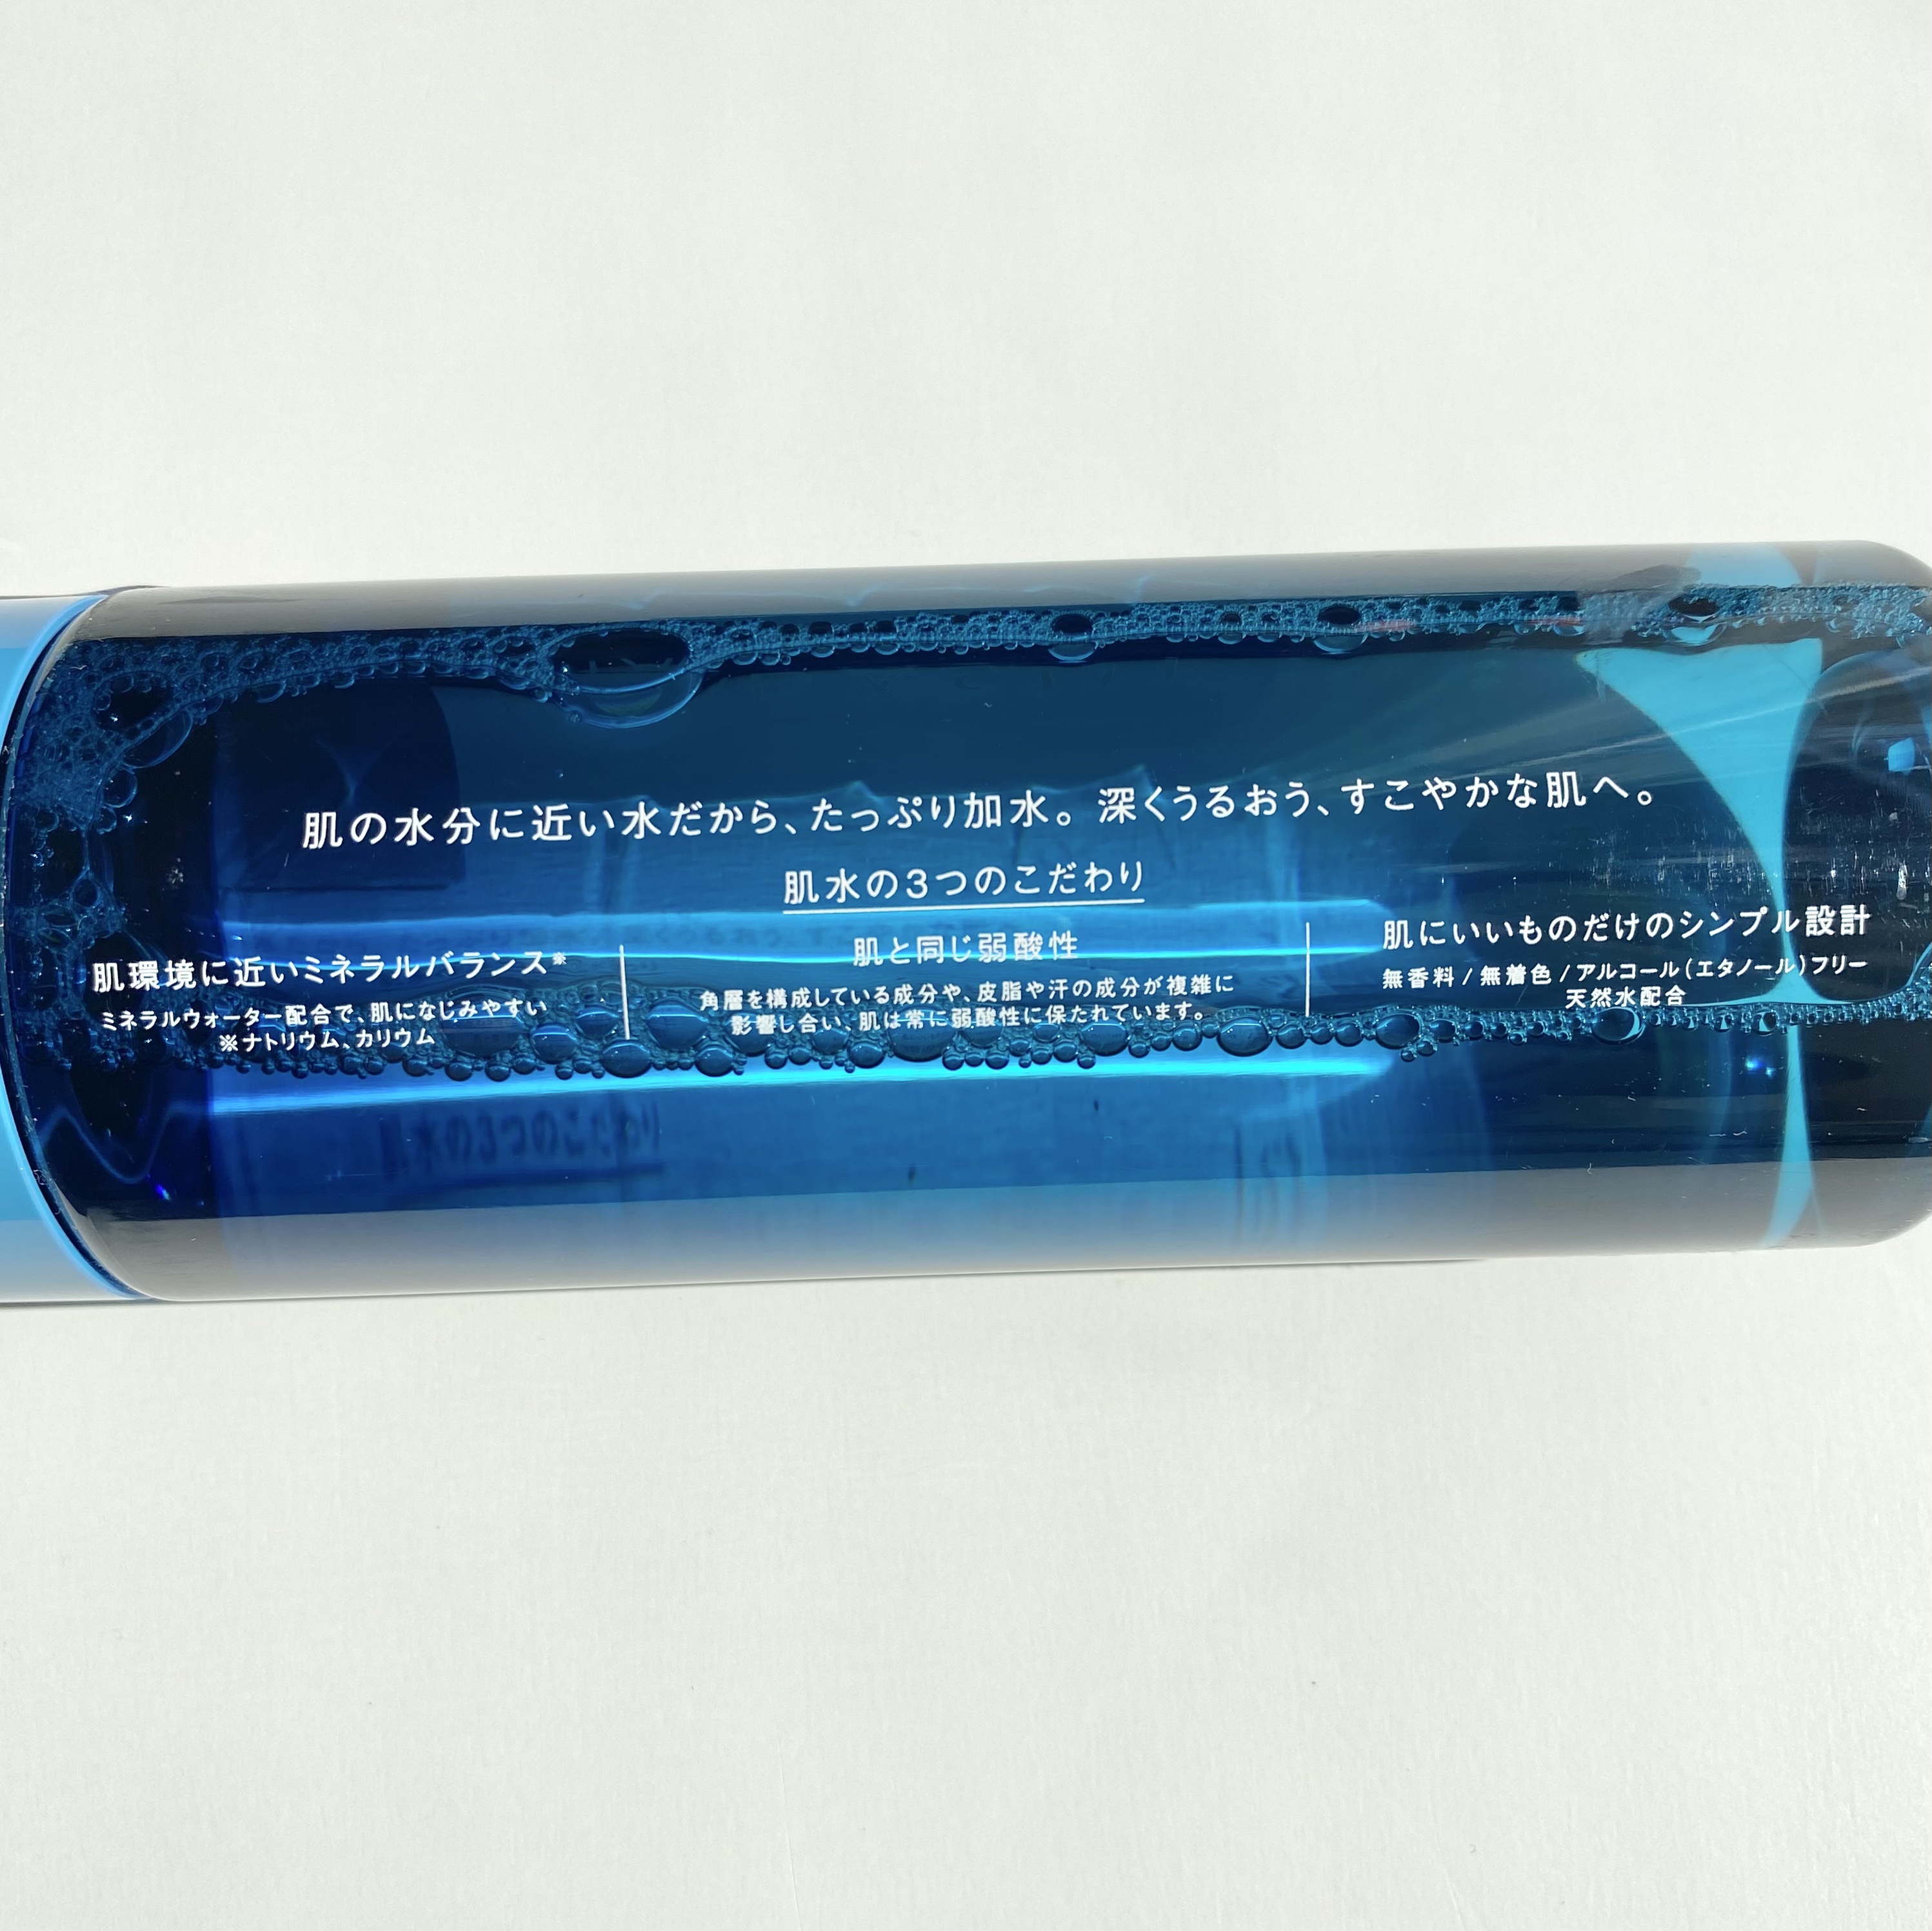 肌の水分に近い水だから、たっぷり加水。深くうるおう、すこやかな肌へ。
肌水の3つのこだわり
肌環境に近いミネラルバランス※
ミネラルウォーター配合で、肌になじみやすい
※ナトリウム、カリウム
肌と同じ弱酸性
角層を構成している成分や、皮脂や汗の成分が複雑に
影響し合い、肌は常に弱酸性に保たれています。
肌にいいものだけのシンプル設計
無香料/無着色/アルコール(エタノール)フリー
天然水配合